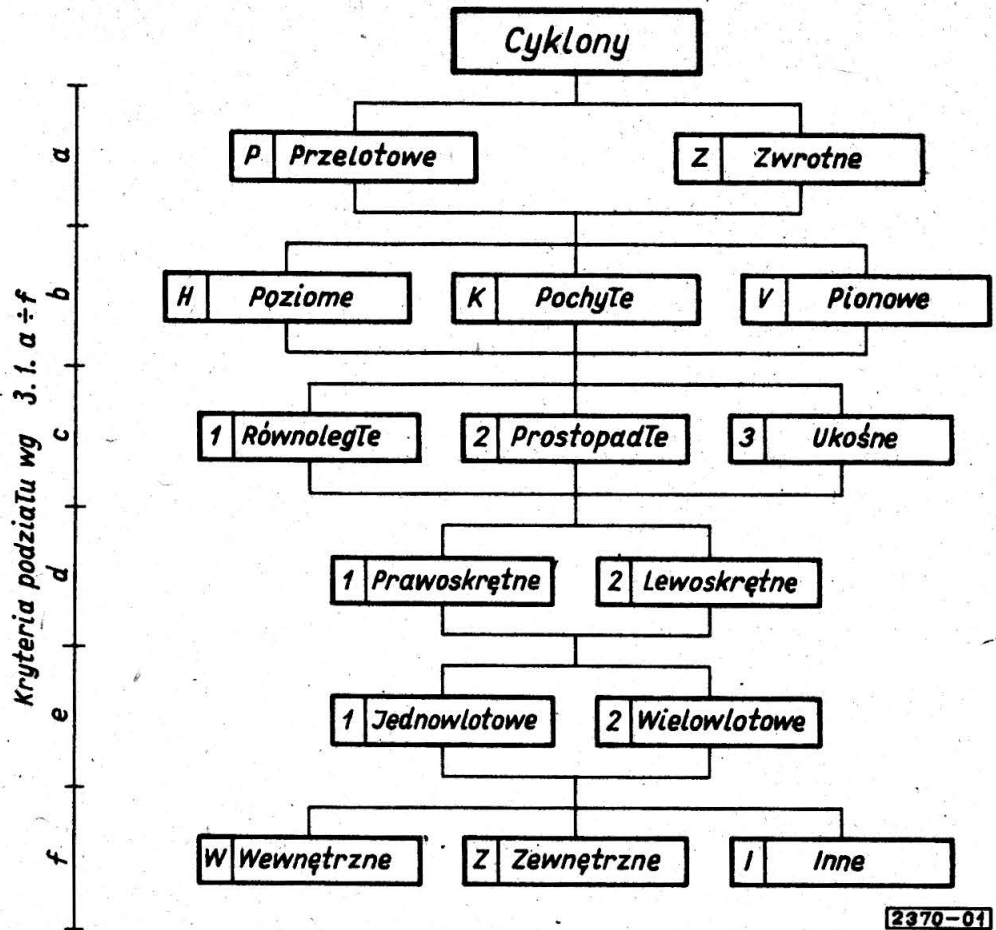 Cyklony
P Przelotowe
Z Zwrotne
H Poziome
K Pochyłe
V Pionowe
1 Równoległe
2 Prostopadłe
3 Ukośne
1 Prawoskrętne
2 Lewoskrętne
1 Jednowlotowe
2 Wielowlotowe
W Wewnętrzne
Z Zewnętrzne
I Inne
Kryteria podziału wg 3.1. a÷f
a
b
c
d
e
f
2370-01